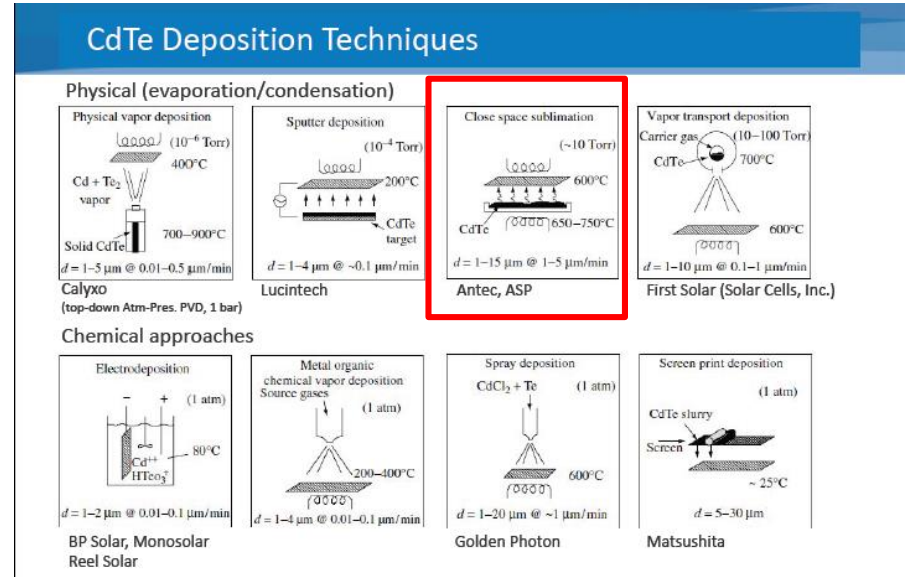 CdTe Deposition Techniques
Physical (evaporation/condensation)
Physical vapor deposition
(10⁻⁶ Torr)
400°C
Cd + Te₂
vapor
700–900°C
Solid CdTe
d = 1–5 µm @ 0.01–0.5 µm/min
Calyxo
(top-down Atm-Pres. PVD, 1 bar)
Sputter deposition
(10⁻⁴ Torr)
200°C
CdTe
target
d = 1–4 µm @ ~0.1 µm/min
Lucintech
Close space sublimation
(~10 Torr)
600°C
650–750°C
CdTe
d = 1–15 µm @ 1–5 µm/min
Antec, ASP
Vapor transport deposition
Carrier gas (10–100 Torr)
CdTe 700°C
600°C
d = 1–10 µm @ 0.1–1 µm/min
First Solar (Solar Cells, Inc.)
Chemical approaches
Electrodeposition
− + (1 atm)
80°C
Cd⁺⁺
HTeo₃⁺
d = 1–2 µm @ 0.01–0.1 µm/min
BP Solar, Monosolar
Reel Solar
Metal organic
chemical vapor deposition
Source gases
(1 atm)
200–400°C
d = 1–4 µm @ 0.01–0.1 µm/min
Spray deposition
CdCl₂ + Te (1 atm)
600°C
d = 1–20 µm @ ~1 µm/min
Golden Photon
Screen print deposition
(1 atm)
CdTe slurry
Screen
~ 25°C
d = 5–30 µm
Matsushita